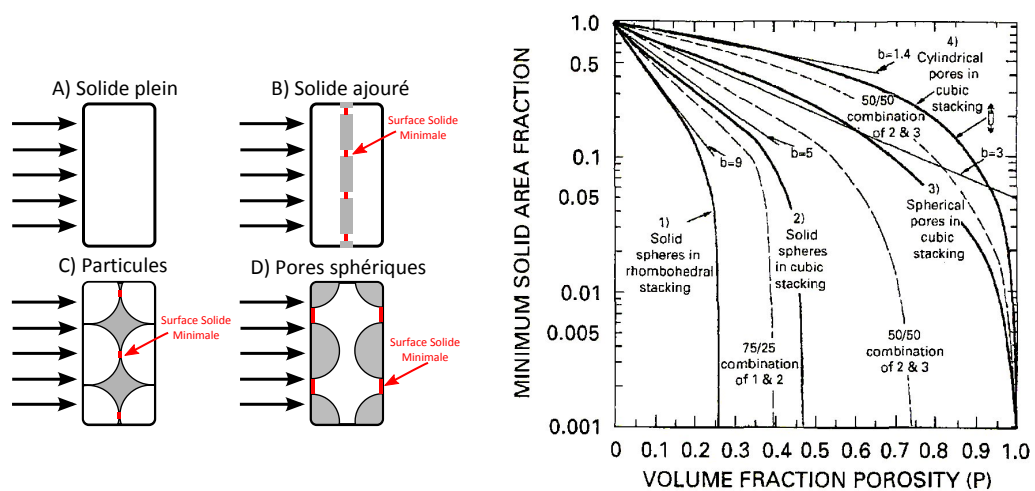 A) Solide plein
B) Solide ajouré
Surface Solide
Minimale
C) Particules
D) Pores sphériques
Surface Solide
Minimale
Surface Solide
Minimale
MINIMUM SOLID AREA FRACTION
1.0
0.5
0.1
0.05
0.01
0.005
0.001
b=1.4
4)
Cylindrical
pores in
cubic
stacking
50/50
combination
of 2 & 3
b=9
b=5
b=3
1)
Solid
spheres in
rhombohedral
stacking
2)
Solid
spheres
in cubic
stacking
3)
Spherical
pores in
cubic
stacking
75/25
combination
of 1 & 2
50/50
combination
of 2 & 3
0 0.1 0.2 0.3 0.4 0.5 0.6 0.7 0.8 0.9 1.0
VOLUME FRACTION POROSITY (P)